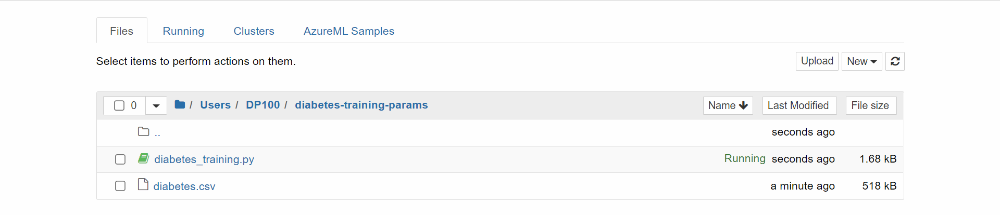 Files Running Clusters AzureML Samples
Select items to perform actions on them. Upload New
0 / Users / DP100 / diabetes-training-params Name Last Modified File size
.. seconds ago
diabetes_training.py Running seconds ago 1.68 kB
diabetes.csv a minute ago 518 kB